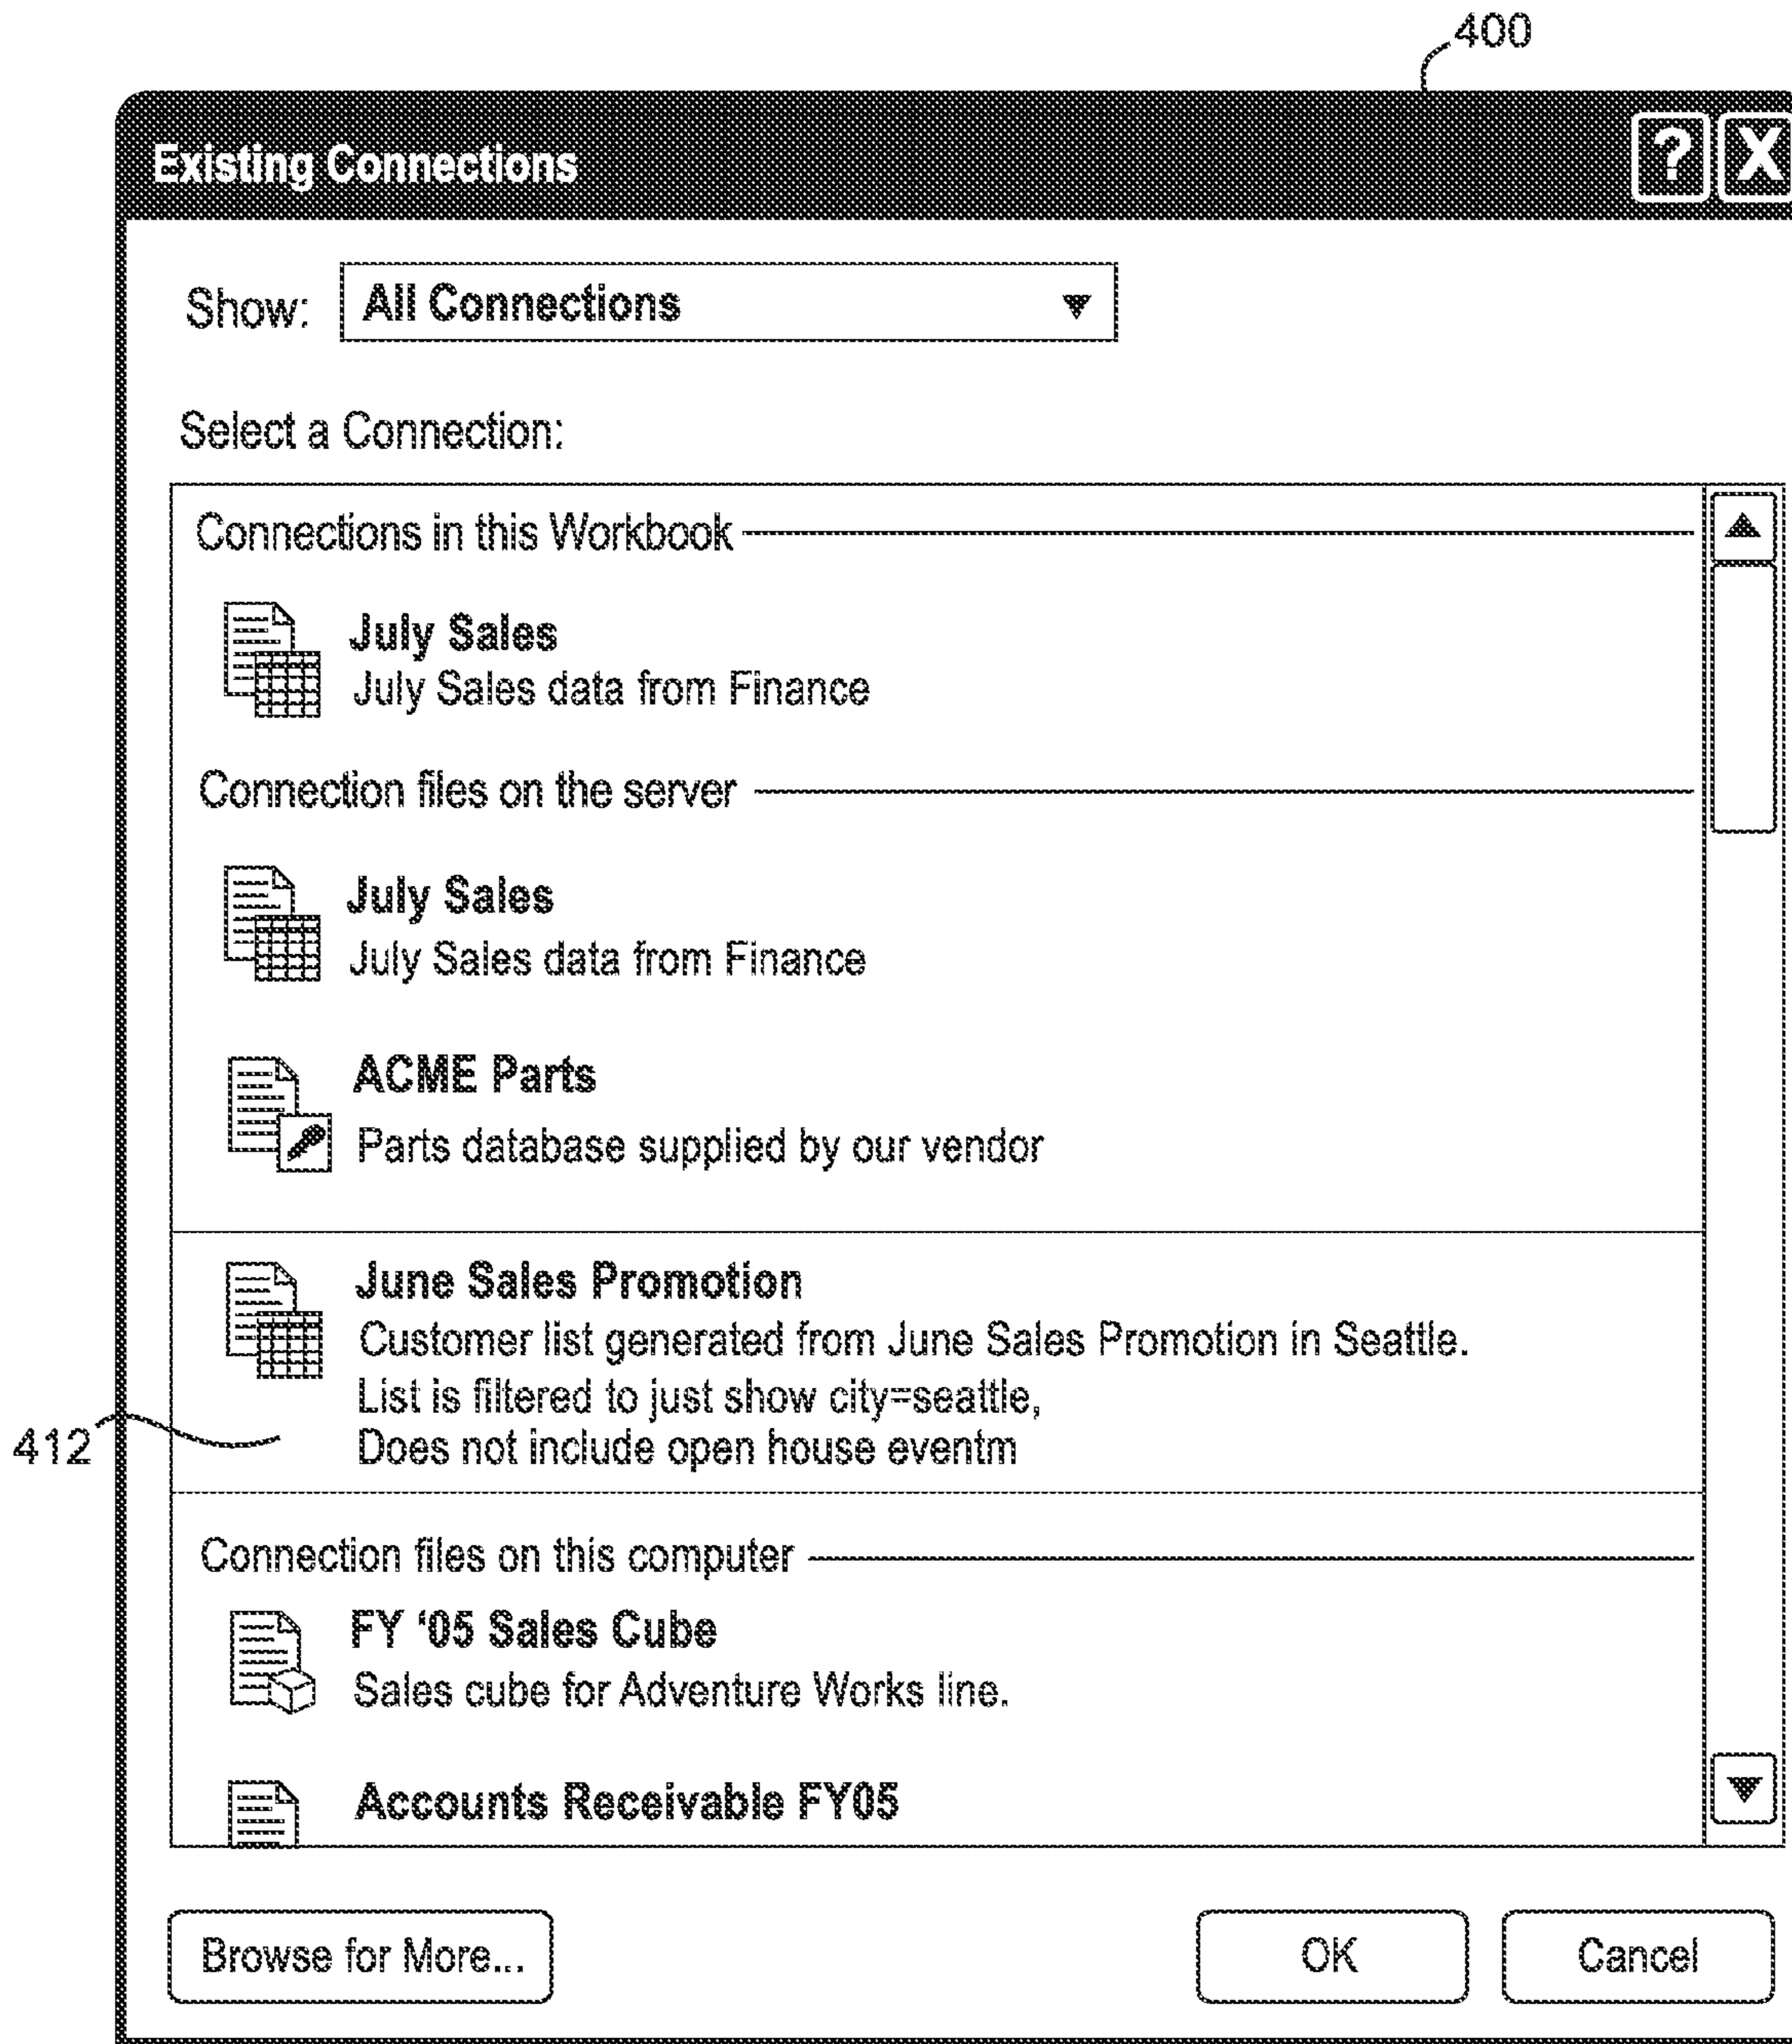 400
Existing Connections ? X
Show: All Connections
Select a Connection:
Connections in this Workbook
July Sales
July Sales data from Finance
Connection files on the server
July Sales
July Sales data from Finance
ACME Parts
Parts database supplied by our vendor
June Sales Promotion
Customer list generated from June Sales Promotion in Seattle.
List is filtered to just show city=seattle,
Does not include open house eventm
412
Connection files on this computer
FY ‘05 Sales Cube
Sales cube for Adventure Works line.
Accounts Receivable FY05
Browse for More... OK Cancel